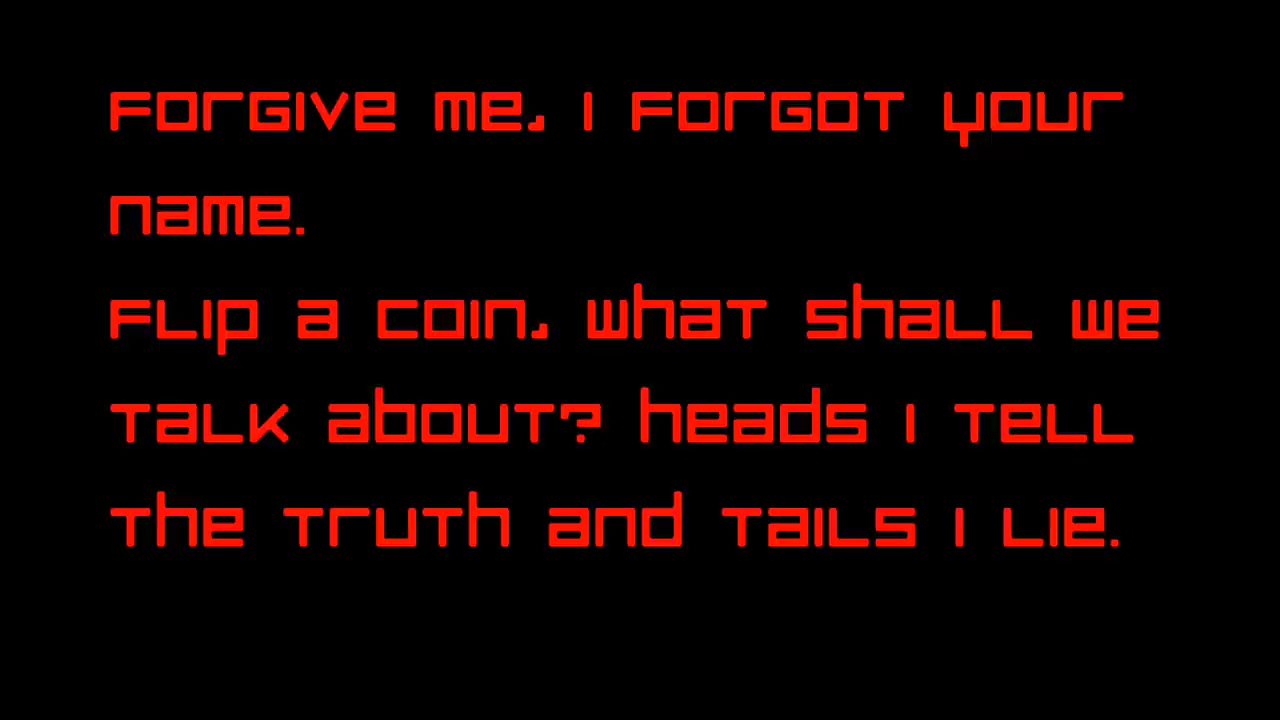 Forgive me, I forgot your
name.
Flip a coin, what shall we
talk about? heads I tell
the truth and tails I lie.